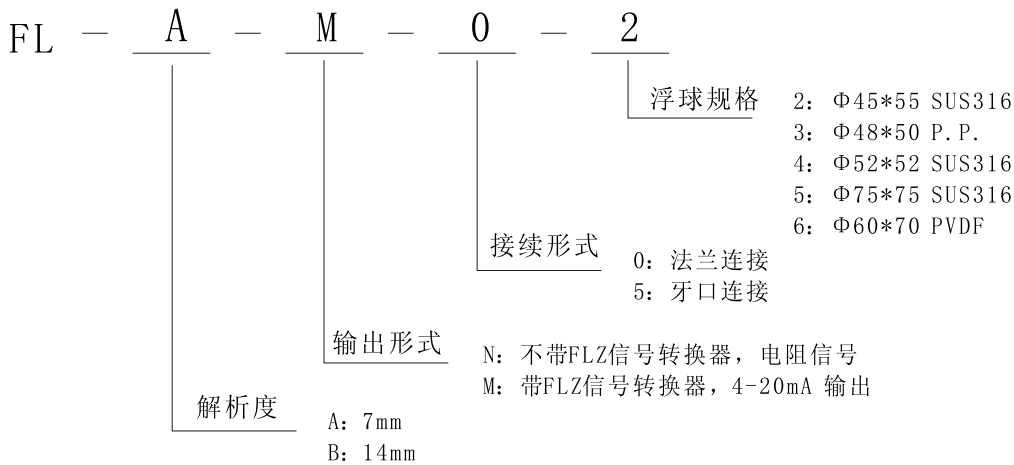 FL - A - M - 0 - 2
浮球规格
2: Φ45*55 SUS316
3: Φ48*50 P.P.
4: Φ52*52 SUS316
5: Φ75*75 SUS316
6: Φ60*70 PVDF
接续形式
0: 法兰连接
5: 牙口连接
输出形式
N: 不带FLZ信号转换器，电阻信号
M: 带FLZ信号转换器，4-20mA 输出
解析度
A: 7mm
B: 14mm